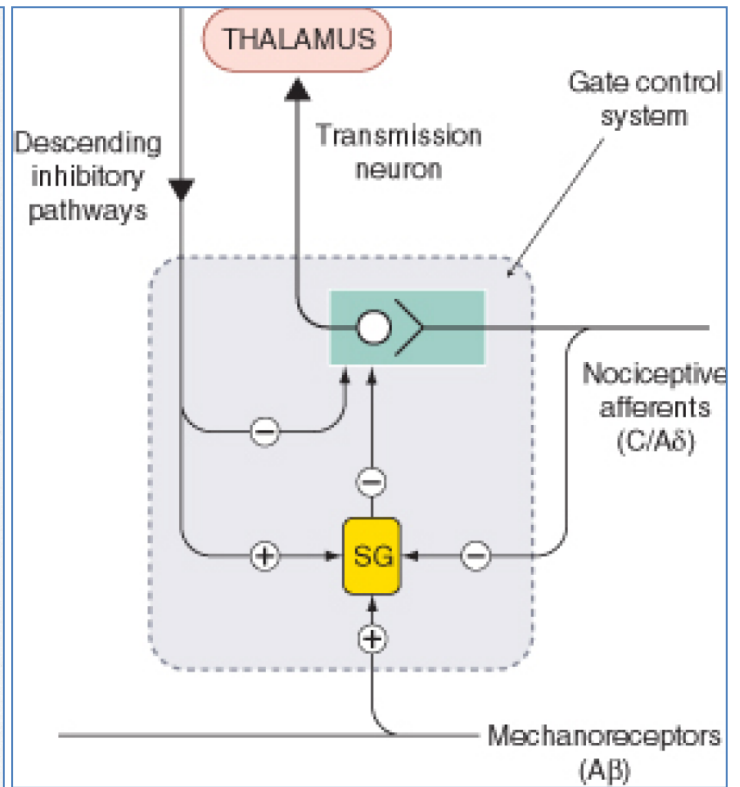 THALAMUS
Gate control
system
Descending
inhibitory
pathways
Transmission
neuron
Nociceptive
afferents
(C/Aδ)
−
−
+
SG
−
+
Mechanoreceptors
(Aβ)